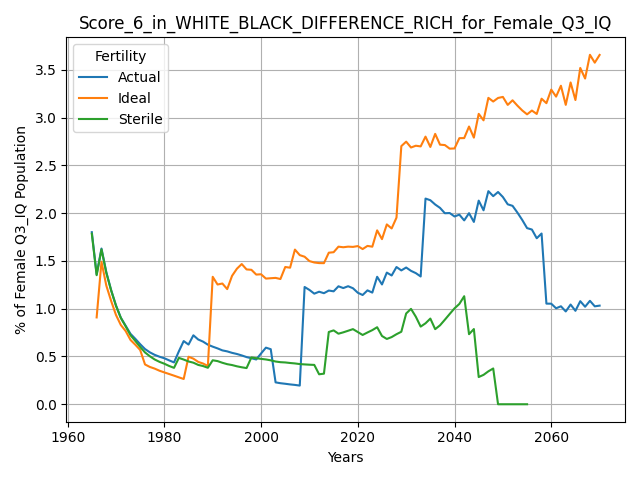 Score_6_in_WHITE_BLACK_DIFFERENCE_RICH_for_Female_Q3_IQ
Fertility
Actual
Ideal
Sterile
% of Female Q3_IQ Population
3.5
3.0
2.5
2.0
1.5
1.0
0.5
0.0
1960 1980 2000 2020 2040 2060
Years